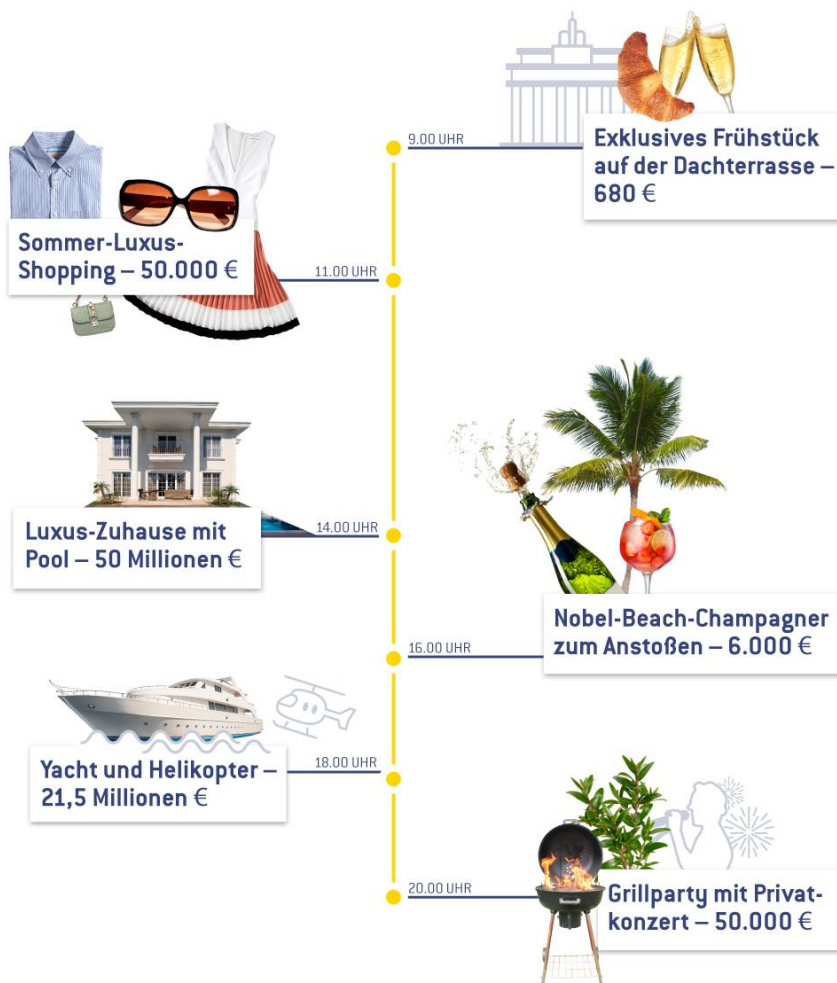 9.00 UHR
Exklusives Frühstück
auf der Dachterrasse –
680 €
Sommer-Luxus-
Shopping – 50.000 €
11.00 UHR
Luxus-Zuhause mit
Pool – 50 Millionen €
14.00 UHR
Nobel-Beach-Champagner
zum Anstoßen – 6.000 €
16.00 UHR
Yacht und Helikopter –
21,5 Millionen €
18.00 UHR
20.00 UHR
Grillparty mit Privat-
konzert – 50.000 €